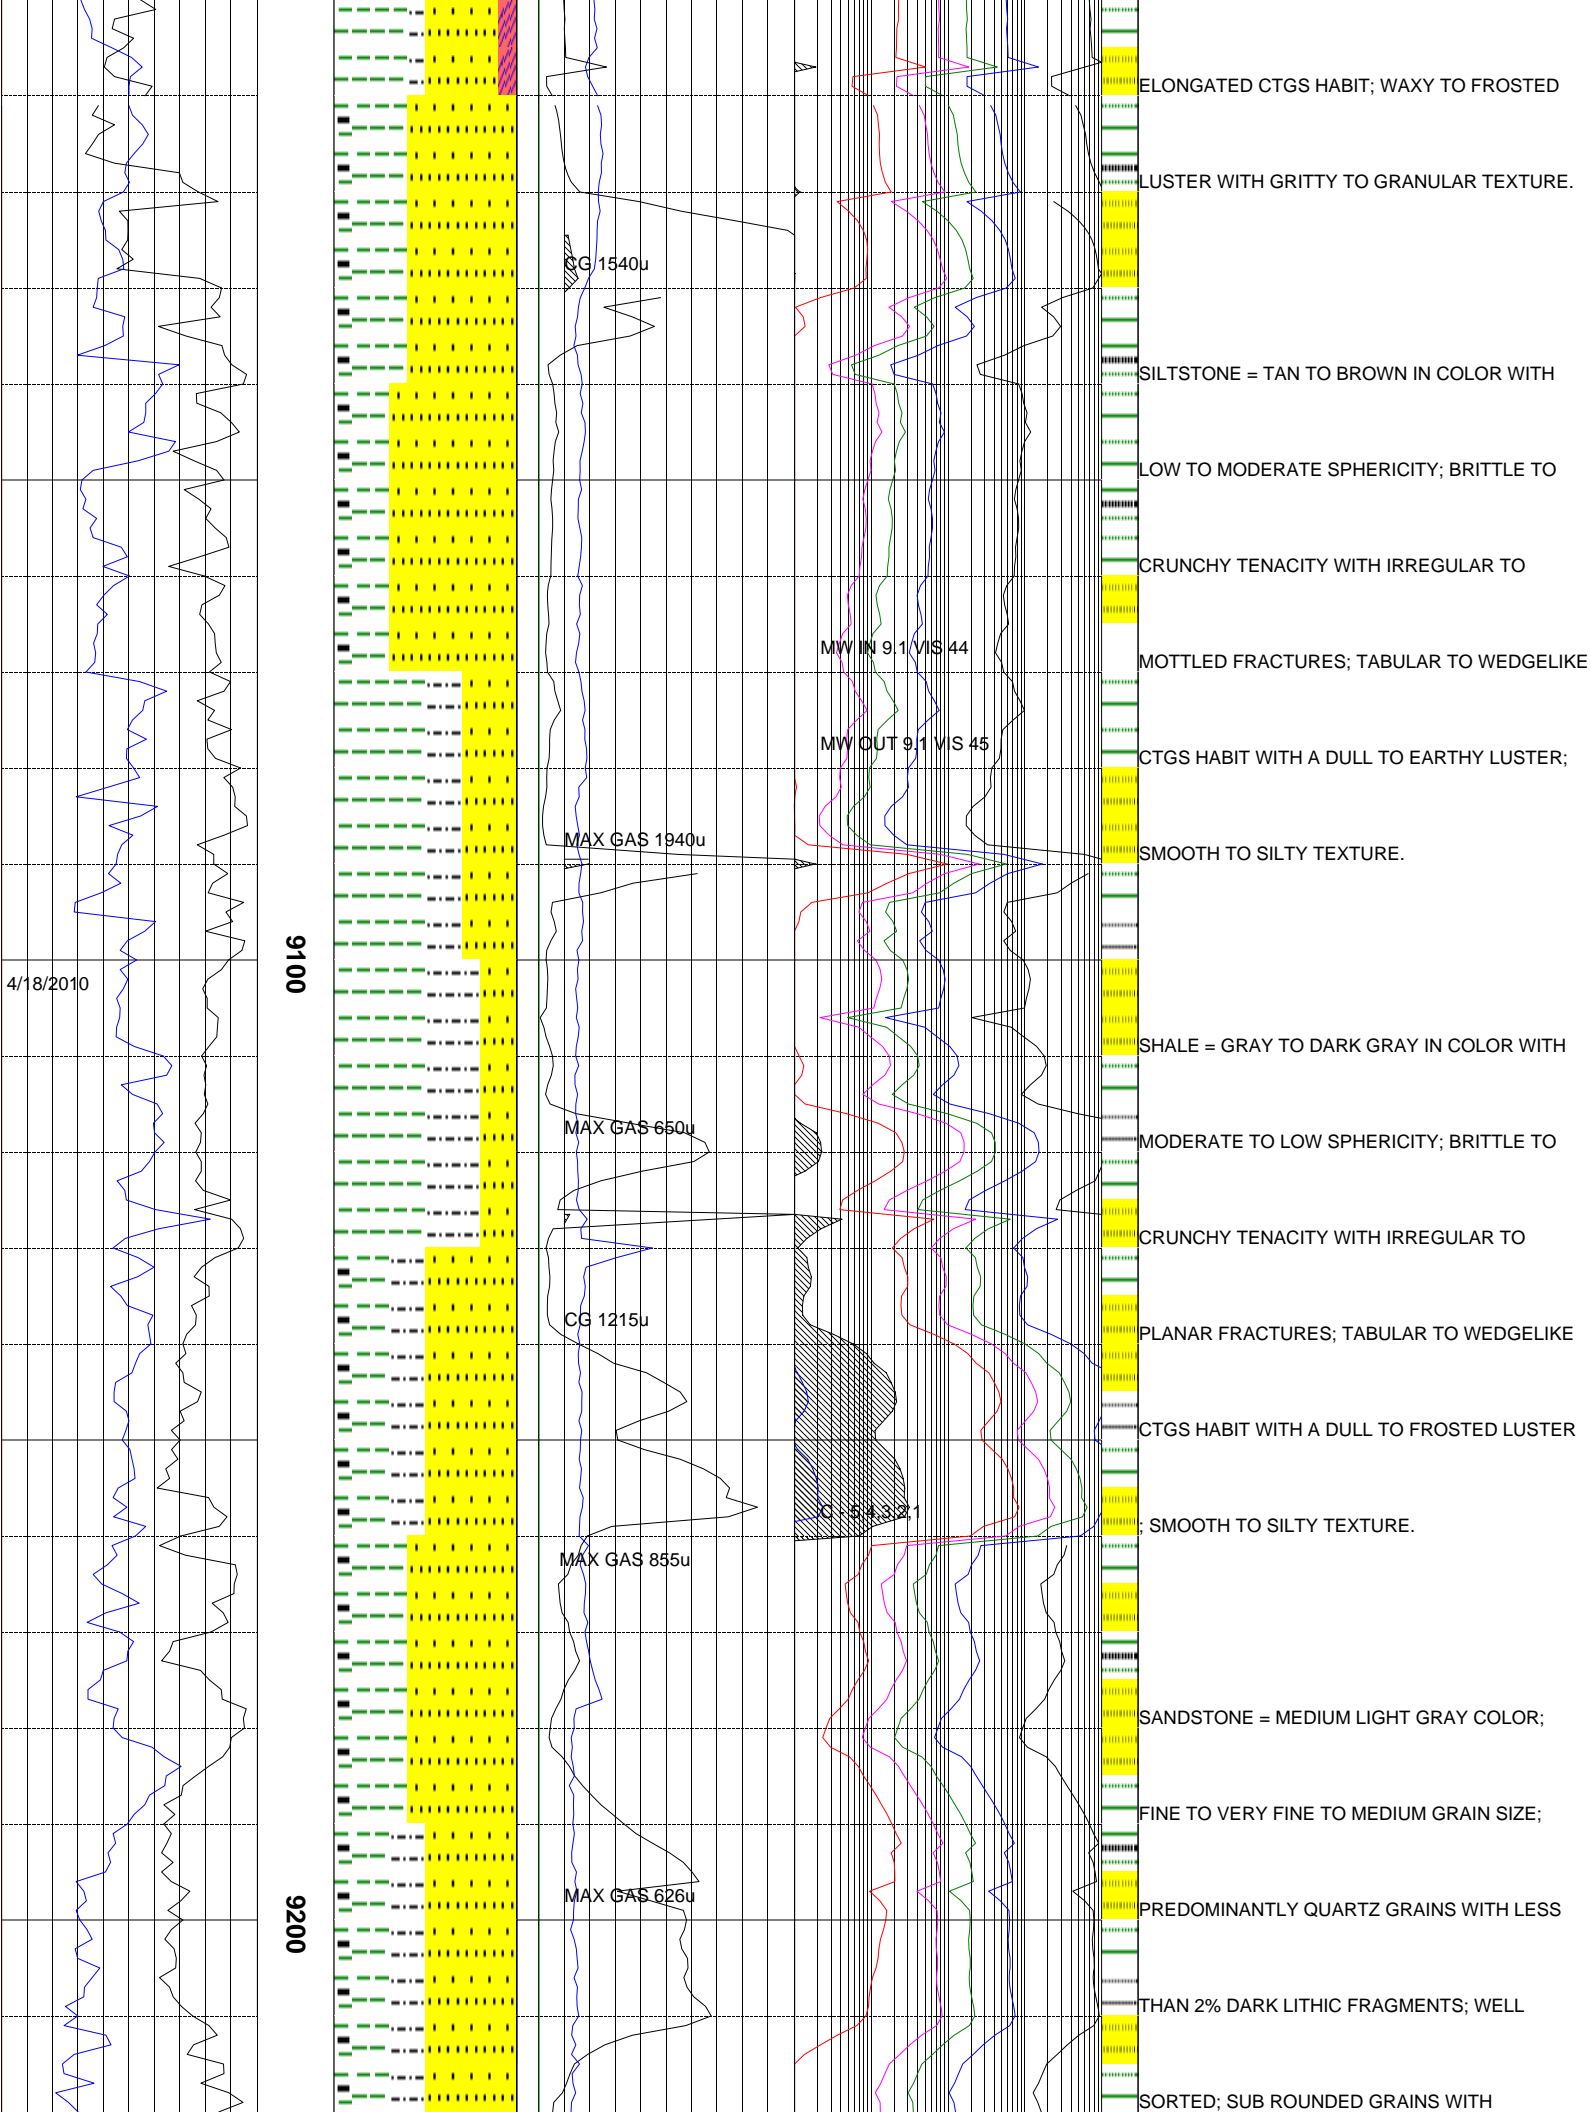 ELONGATED CTGS HABIT; WAXY TO FROSTED
LUSTER WITH GRITTY TO GRANULAR TEXTURE.
CG 1540u
SILTSTONE = TAN TO BROWN IN COLOR WITH
LOW TO MODERATE SPHERICITY; BRITTLE TO
CRUNCHY TENACITY WITH IRREGULAR TO
MW IN 9.1 VIS 44
MOTTLED FRACTURES; TABULAR TO WEDGELIKE
MW OUT 9.1 VIS 45
CTGS HABIT WITH A DULL TO EARTHY LUSTER;
MAX GAS 1940u
SMOOTH TO SILTY TEXTURE.
9100
4/18/2010
SHALE = GRAY TO DARK GRAY IN COLOR WITH
MAX GAS 650u
MODERATE TO LOW SPHERICITY; BRITTLE TO
CRUNCHY TENACITY WITH IRREGULAR TO
CG 1215u
PLANAR FRACTURES; TABULAR TO WEDGELIKE
CTGS HABIT WITH A DULL TO FROSTED LUSTER
C - 5,4,3,2,1
; SMOOTH TO SILTY TEXTURE.
MAX GAS 855u
SANDSTONE = MEDIUM LIGHT GRAY COLOR;
FINE TO VERY FINE TO MEDIUM GRAIN SIZE;
MAX GAS 626u
PREDOMINANTLY QUARTZ GRAINS WITH LESS
9200
THAN 2% DARK LITHIC FRAGMENTS; WELL
SORTED; SUB ROUNDED GRAINS WITH